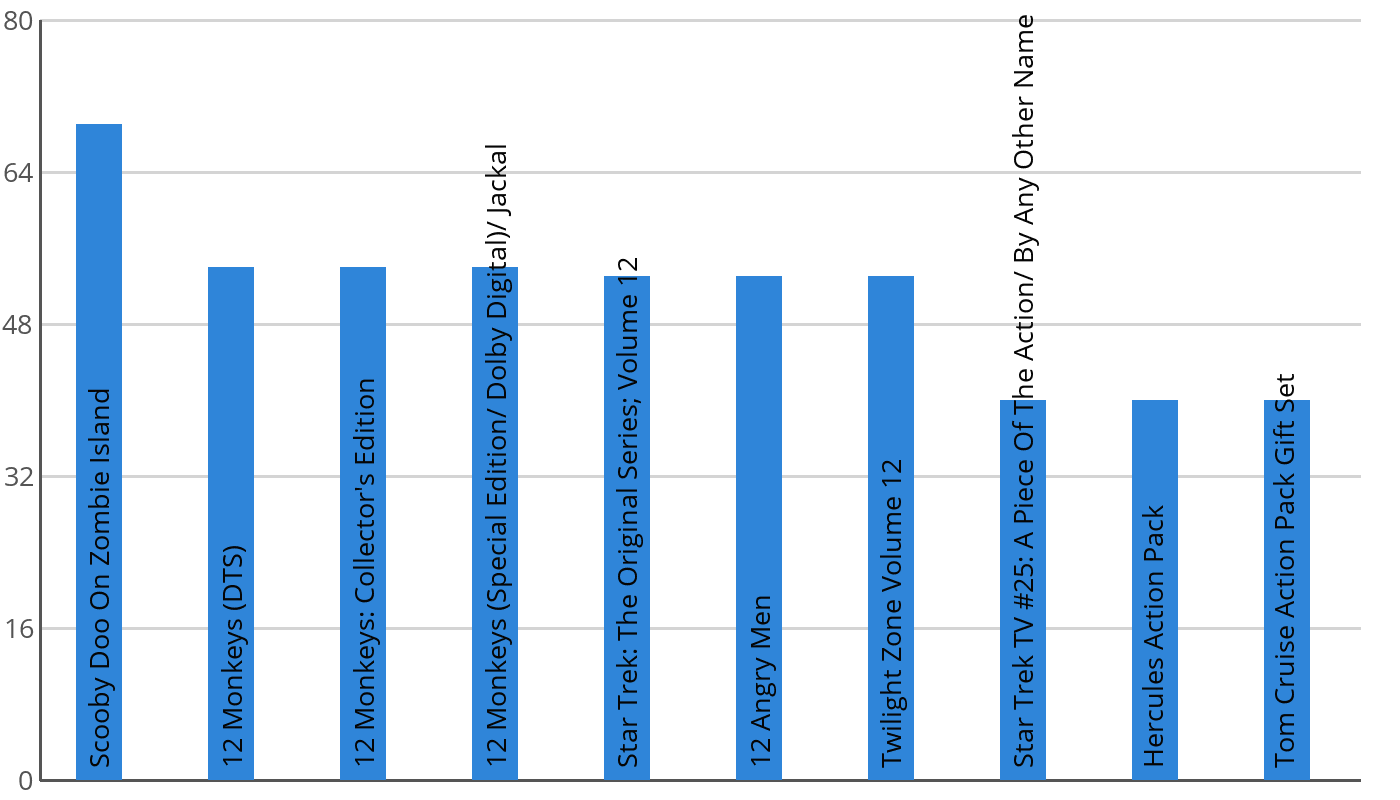 80
64
48
32
16
0
Scooby Doo On Zombie Island
12 Monkeys (DTS)
12 Monkeys: Collector's Edition
12 Monkeys (Special Edition/ Dolby Digital)/ Jackal
Star Trek: The Original Series; Volume 12
12 Angry Men
Twilight Zone Volume 12
Star Trek TV #25: A Piece Of The Action/ By Any Other Name
Hercules Action Pack
Tom Cruise Action Pack Gift Set